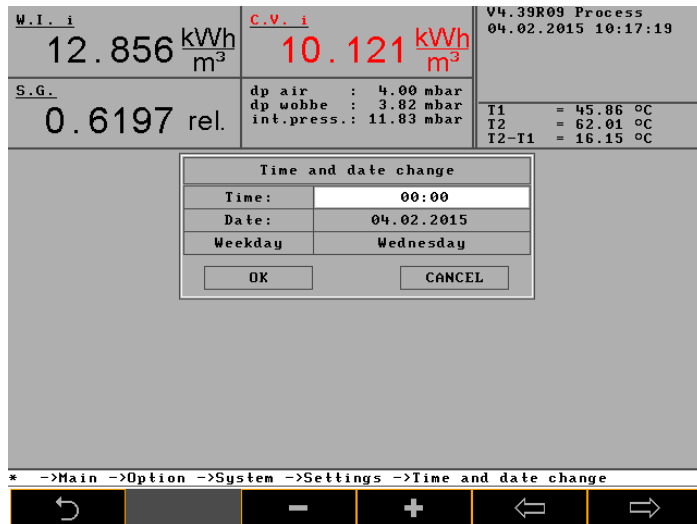 W.I. i
12.856 kWh
m³
C.V. i
10.121 kWh
m³
V4.39R09 Process
04.02.2015 10:17:19
S.G.
0.6197 rel.
dp air : 4.00 mbar
dp wobbe : 3.82 mbar
int.press.: 11.83 mbar
T1 = 45.86 °C
T2 = 62.01 °C
T2-T1 = 16.15 °C
Time and date change
Time: 00:00
Date: 04.02.2015
Weekday Wednesday
OK CANCEL
* ->Main ->Option ->System ->Settings ->Time and date change